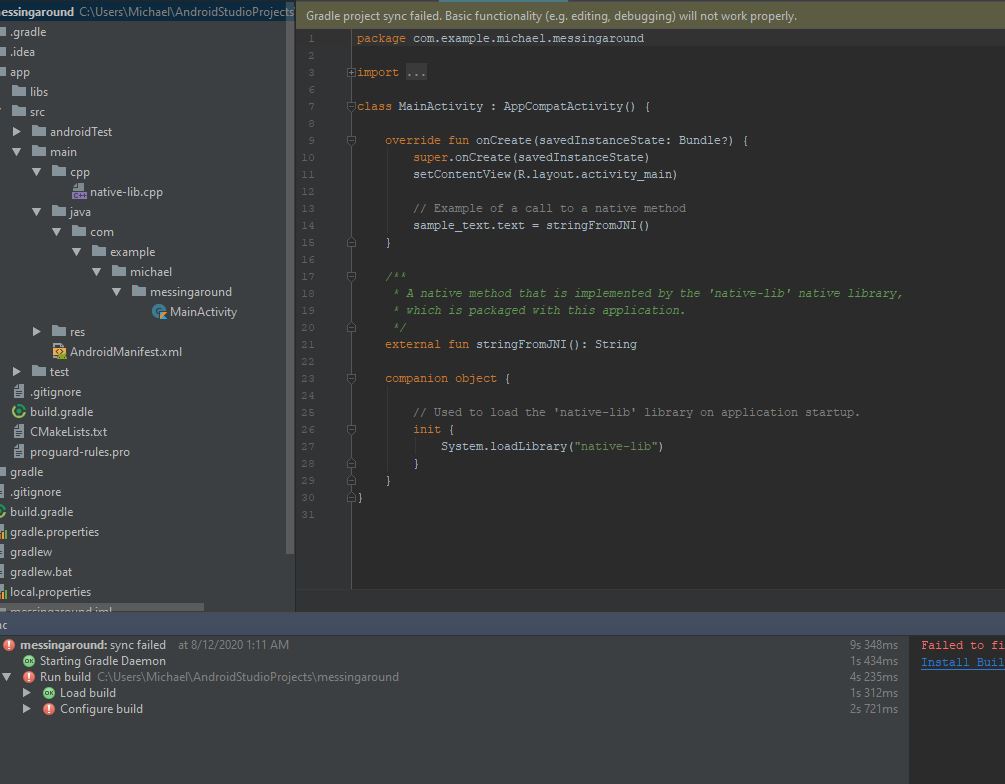 messingaround C:\Users\Michael\AndroidStudioProjects
.gradle
.idea
app
libs
src
androidTest
main
cpp
native-lib.cpp
java
com
example
michael
messingaround
MainActivity
res
AndroidManifest.xml
test
.gitignore
build.gradle
CMakeLists.txt
proguard-rules.pro
gradle
.gitignore
build.gradle
gradle.properties
gradlew
gradlew.bat
local.properties
messingaround.iml
Gradle project sync failed. Basic functionality (e.g. editing, debugging) will not work properly.
1 package com.example.michael.messingaround
2
3 import ...
6
7 class MainActivity : AppCompatActivity() {
8
9 override fun onCreate(savedInstanceState: Bundle?) {
10 super.onCreate(savedInstanceState)
11 setContentView(R.layout.activity_main)
12
13 // Example of a call to a native method
14 sample_text.text = stringFromJNI()
15 }
16
17 /**
18 * A native method that is implemented by the 'native-lib' native library,
19 * which is packaged with this application.
20 */
21 external fun stringFromJNI(): String
22
23 companion object {
24
25 // Used to load the 'native-lib' library on application startup.
26 init {
27 System.loadLibrary("native-lib")
28 }
29 }
30 }
31
messingaround: sync failed at 8/12/2020 1:11 AM 9s 348ms
Starting Gradle Daemon 1s 434ms
Run build C:\Users\Michael\AndroidStudioProjects\messingaround 4s 235ms
Load build 1s 312ms
Configure build 2s 721ms
Failed to fi
Install Buil